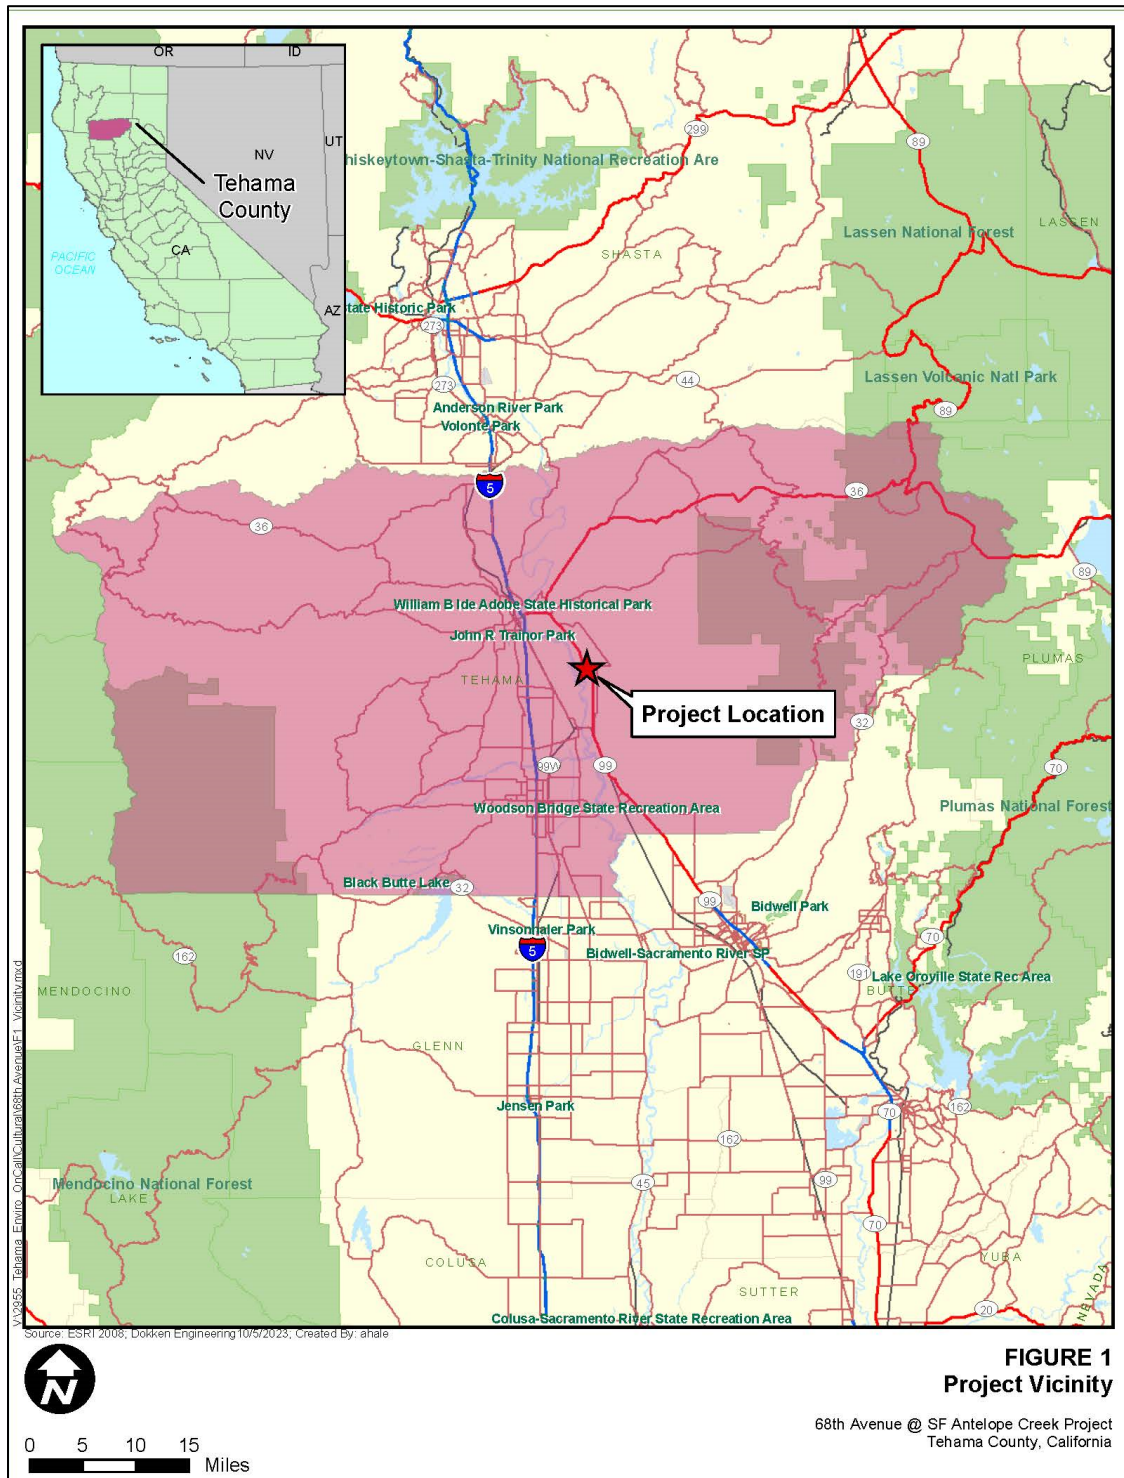 OR
ID
NV
UT
Tehama
County
CA
PACIFIC
OCEAN
AZ
299
89
hiskeytown-Shasta-Trinity National Recreation Are
LASSEN
Lassen National Forest
SHASTA
state Historic Park
273
273
44
Lassen Volcanic Natl Park
Anderson River Park
89
Volonte Park
5
36
36
89
William B Ide Adobe State Historical Park
John R Trainor Park
PLUMAS
TEHAMA
Project Location
32
99W
99
70
Woodson Bridge State Recreation Area
Plumas National Forest
Black Butte Lake
32
99
Bidwell Park
Vinsonhaler Park
5
70
162
Bidwell-Sacramento River SP
191
Lake Oroville State Rec Area
MENDOCINO
BUTTE
GLENN
Jensen Park
70
162
162
Mendocino National Forest
LAKE
45
99
70
COLUSA
YUBA
SUTTER
NEVADA
20
Colusa-Sacramento River State Recreation Area
V:\2955_Tehama_Enviro_OnCall\Cultural\68th Avenue\F1_Vicinity.mxd
Source: ESRI 2008; Dokken Engineering 10/5/2023; Created By: ahale
N
FIGURE 1
Project Vicinity
68th Avenue @ SF Antelope Creek Project
Tehama County, California
0 5 10 15
Miles